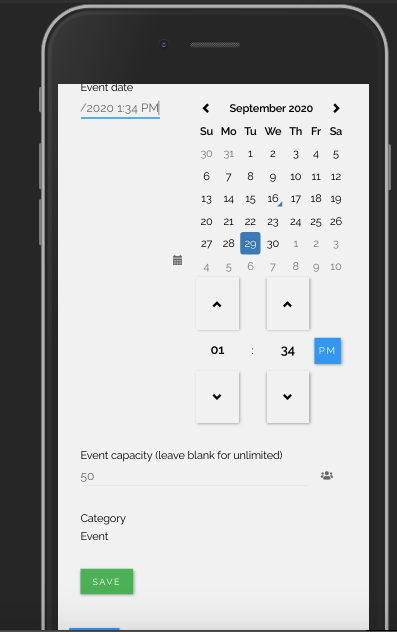 Event date
/2020 1:34 PM
September 2020
Su Mo Tu We Th Fr Sa
30 31 1 2 3 4 5
6 7 8 9 10 11 12
13 14 15 16 17 18 19
20 21 22 23 24 25 26
27 28 29 30 1 2 3
4 5 6 7 8 9 10
01 : 34 PM
Event capacity (leave blank for unlimited)
50
Category
Event
SAVE